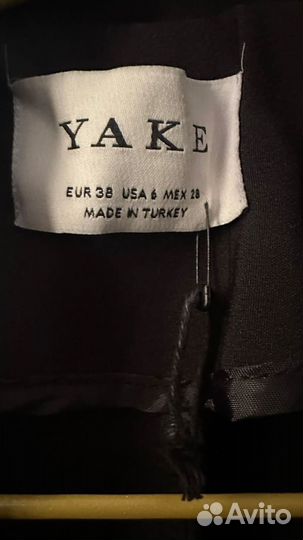 YAKE
EUR 38 USA 6 MEX 28
MADE IN TURKEY
Avito